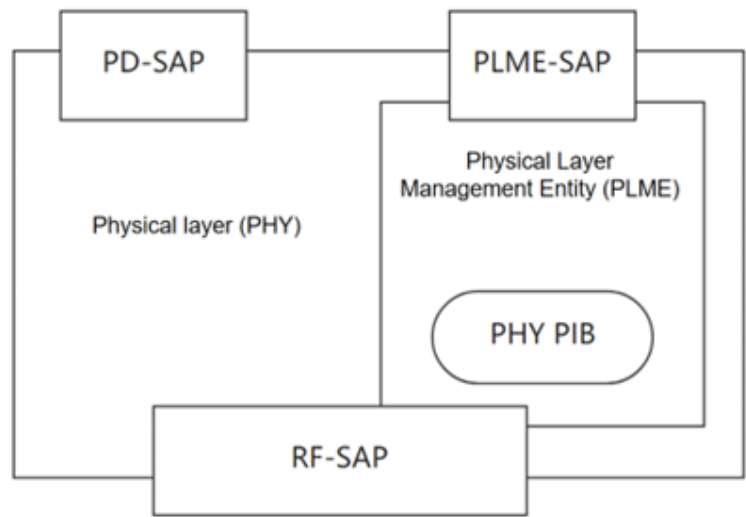 PD-SAP
PLME-SAP
Physical Layer
Management Entity (PLME)
Physical layer (PHY)
PHY PIB
RF-SAP